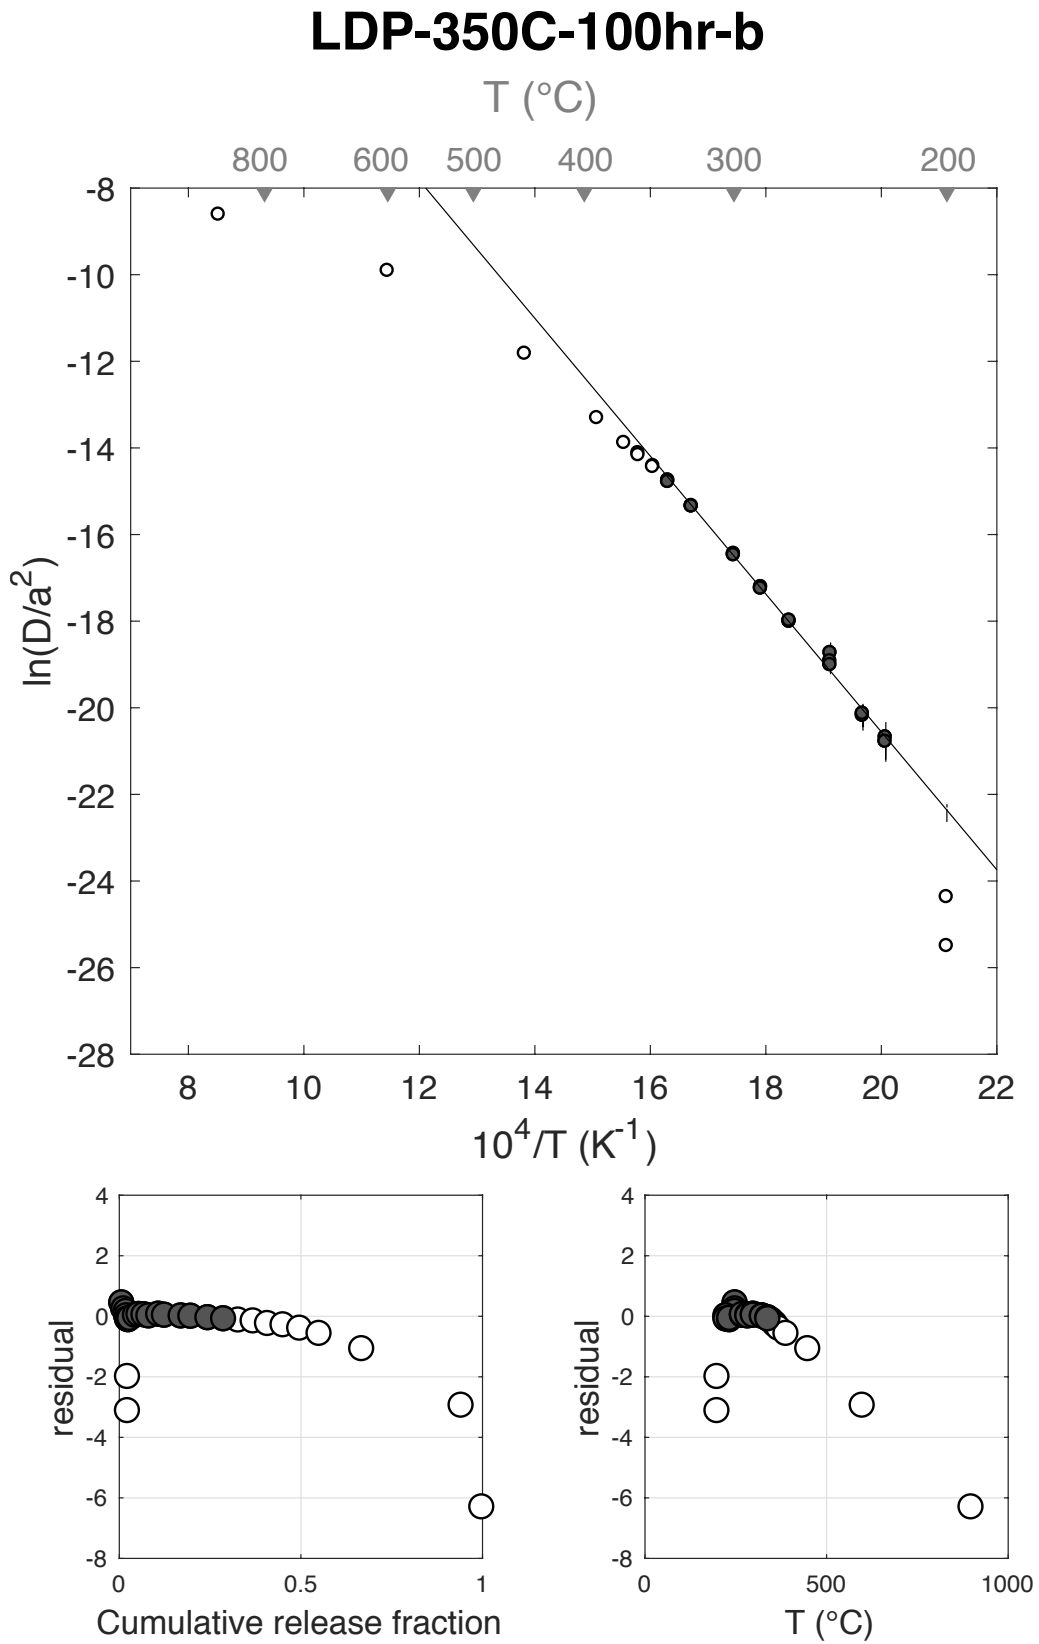 LDP-350C-100hr-b
T (°C)
800 600 500 400 300 200
-8
-10
-12
-14
-16
-18
-20
-22
-24
-26
-28
ln(D/a²)
8 10 12 14 16 18 20 22
10⁴/T (K⁻¹)
4
2
0
-2
-4
-6
-8
residual
0 0.5 1
Cumulative release fraction
4
2
0
-2
-4
-6
-8
residual
0 500 1000
T (°C)